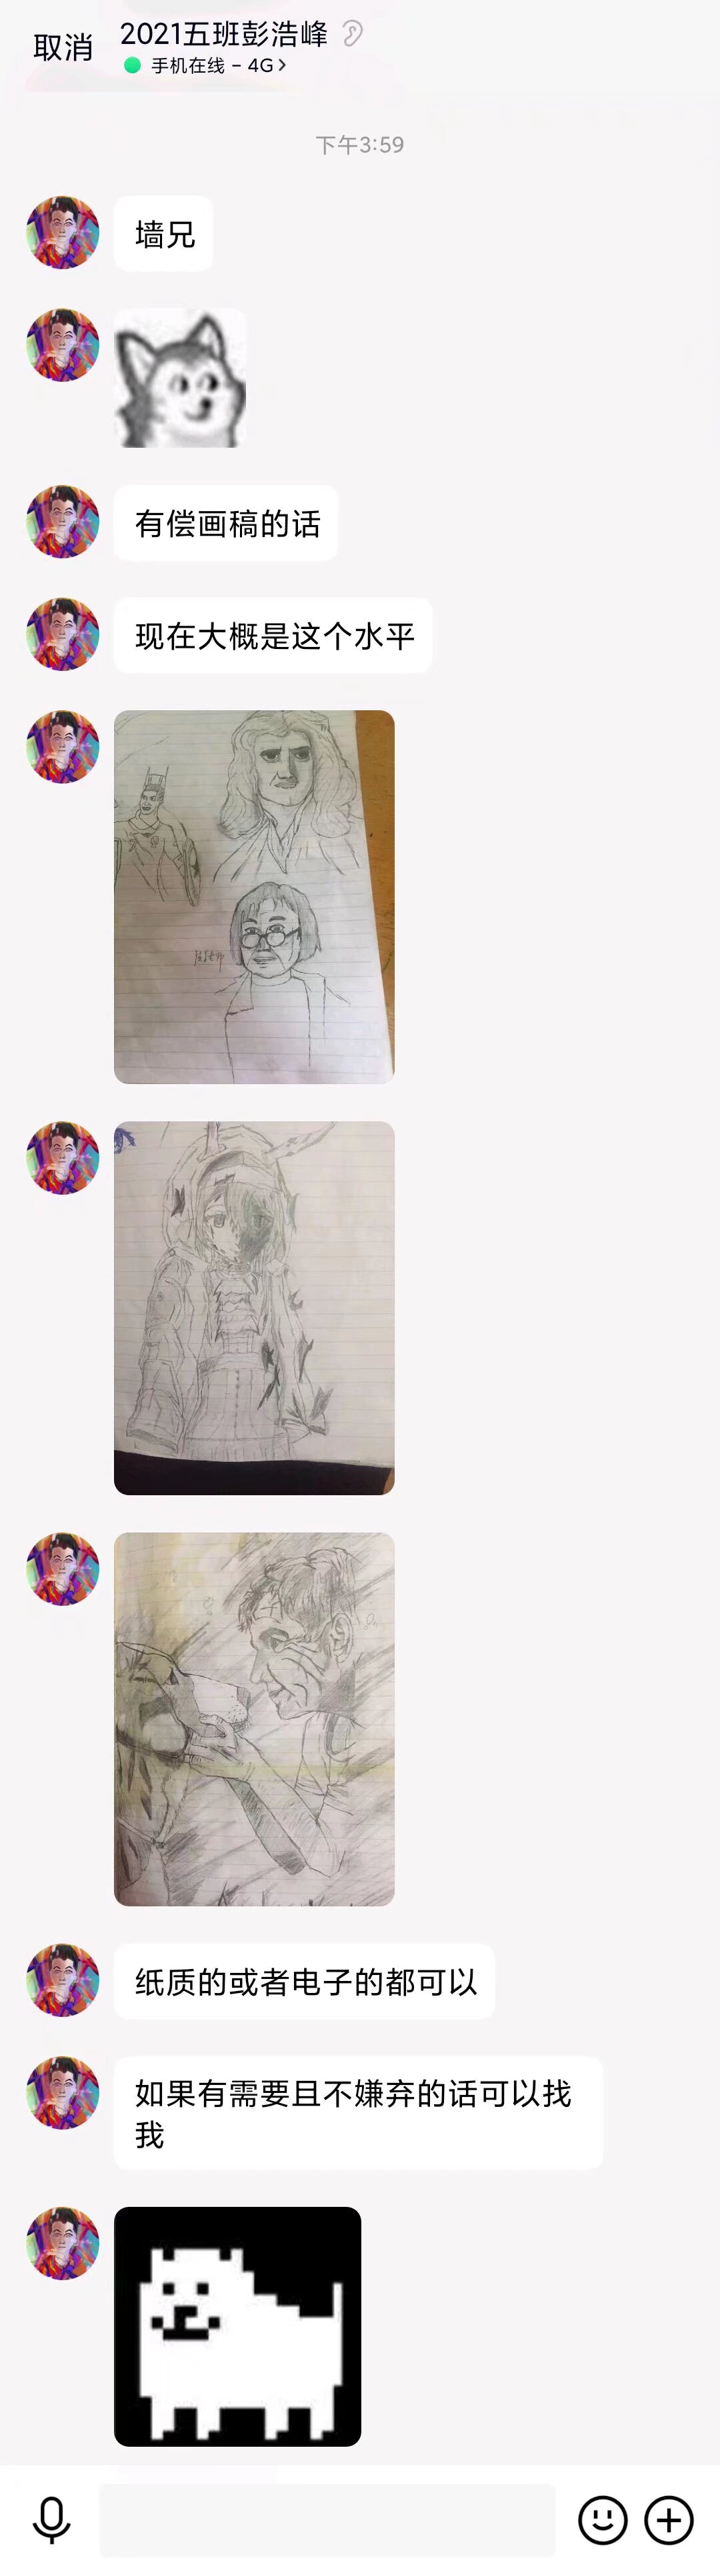 取消
2021五班彭浩峰
手机在线 - 4G
下午3:59
墙兄
有偿画稿的话
现在大概是这个水平
纸质的或者电子的都可以
如果有需要且不嫌弃的话可以找
我